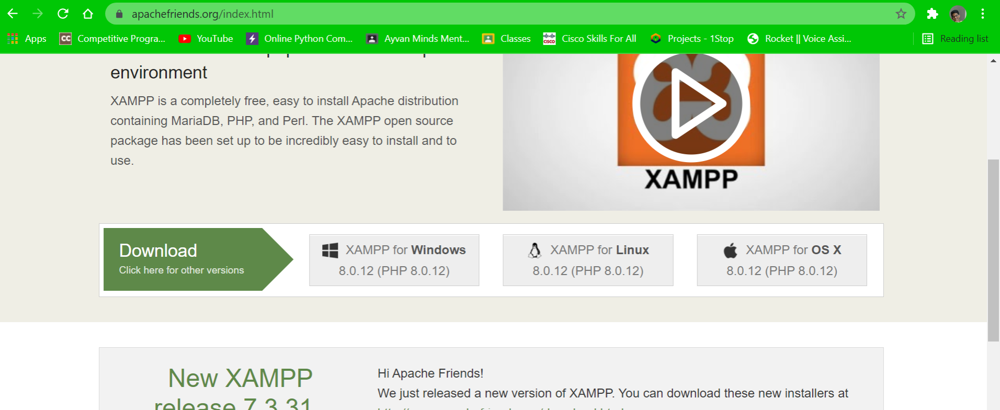 apachefriends.org/index.html
Apps
Competitive Progra...
YouTube
Online Python Com...
Ayvan Minds Ment...
Classes
Cisco Skills For All
Projects - 1Stop
Rocket || Voice Assi...
Reading list
environment
XAMPP is a completely free, easy to install Apache distribution
containing MariaDB, PHP, and Perl. The XAMPP open source
package has been set up to be incredibly easy to install and to
use.
XAMPP
Download
Click here for other versions
XAMPP for Windows
8.0.12 (PHP 8.0.12)
XAMPP for Linux
8.0.12 (PHP 8.0.12)
XAMPP for OS X
8.0.12 (PHP 8.0.12)
New XAMPP
release 7.3.31
Hi Apache Friends!
We just released a new version of XAMPP. You can download these new installers at